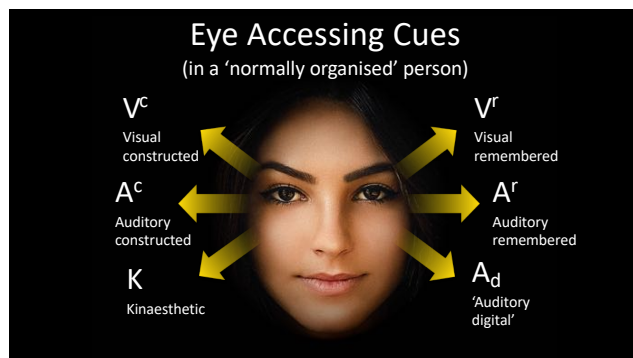 Eye Accessing Cues
(in a ‘normally organised’ person)
Vᶜ
Visual
constructed
Vʳ
Visual
remembered
Aᶜ
Auditory
constructed
Aʳ
Auditory
remembered
K
Kinaesthetic
A_d
‘Auditory
digital’